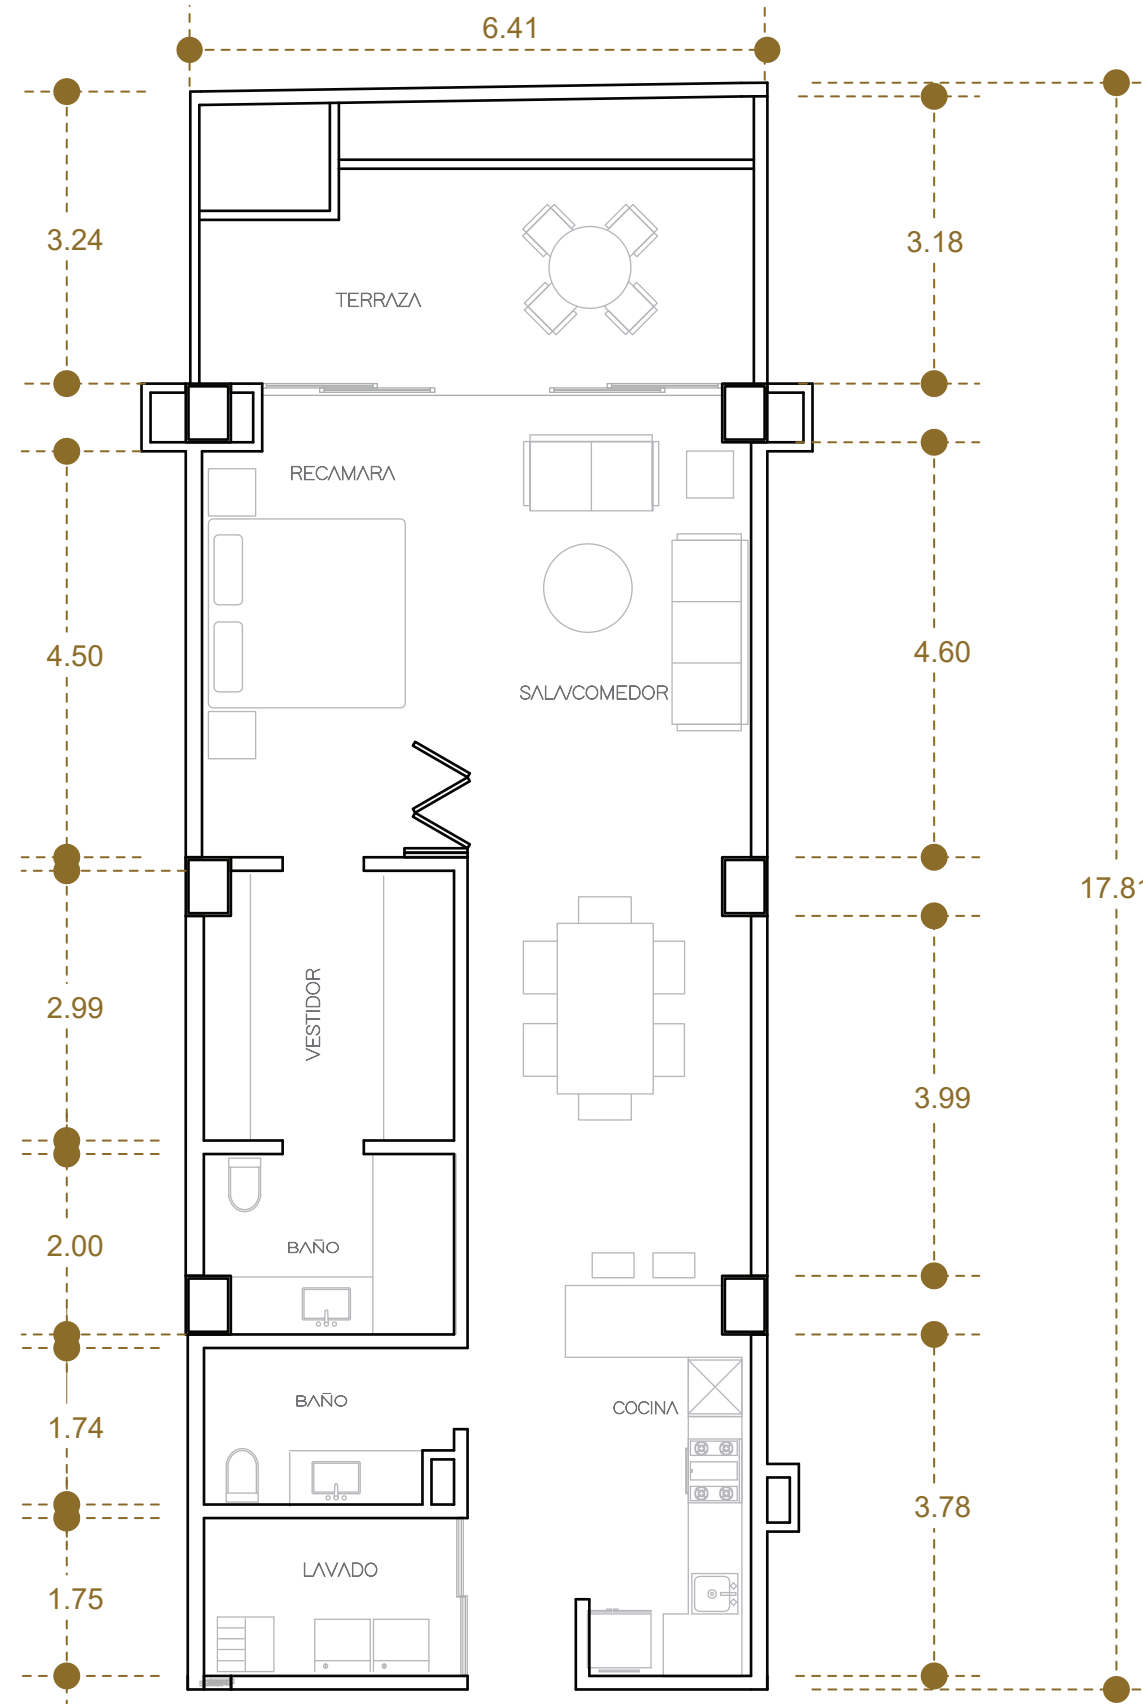 6.41
3.24
3.18
TERRAZA
RECAMARA
4.50
4.60
SALA/COMEDOR
17.81
2.99
VESTIDOR
3.99
2.00
BAÑO
1.74
BAÑO
COCINA
3.78
1.75
LAVADO